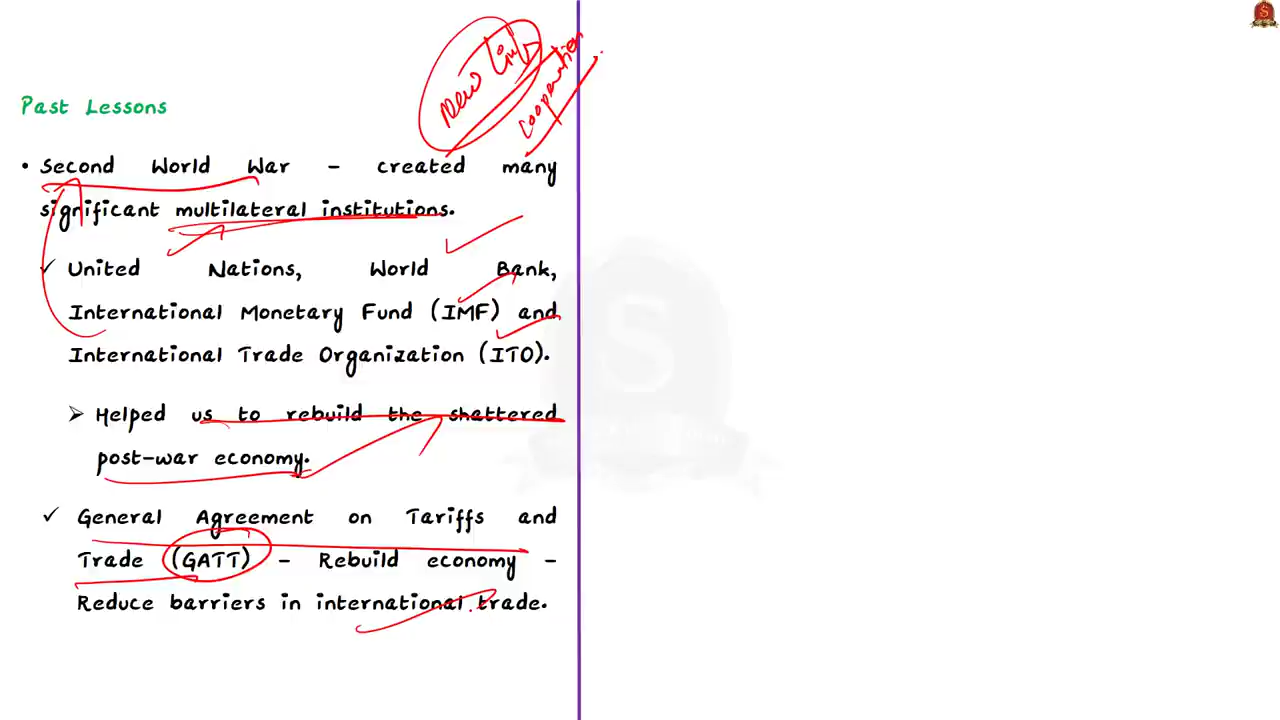 Past Lessons
cooperation
• Second World War – created many
significant multilateral institutions.
✓ United Nations, World Bank,
International Monetary Fund (IMF) and
International Trade Organization (ITO).
➢ Helped us to rebuild the shattered
post-war economy.
✓ General Agreement on Tariffs and
Trade (GATT) – Rebuild economy –
Reduce barriers in international trade.